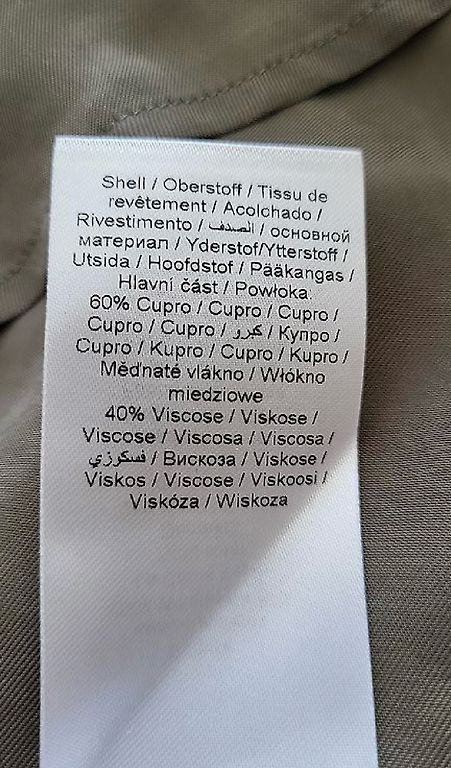 Shell / Oberstoff / Tissu de
revêtement / Acolchado /
Rivestimento / الصدف / основной
материал / Yderstof/Ytterstoff /
Utsida / Hoofdstof / Pääkangas /
Hlavní část / Powłoka:
60% Cupro / Cupro / Cupro /
Cupro / Cupro / كبرو / Купро /
Cupro / Kupro / Cupro / Kupro /
Měďnaté vlákno / Włókno
miedziowe
40% Viscose / Viskose /
Viscose / Viscosa / Viscosa /
فسكوزي / Вискоза / Viskose /
Viskos / Viscose / Viskoosi /
Viskóza / Wiskoza